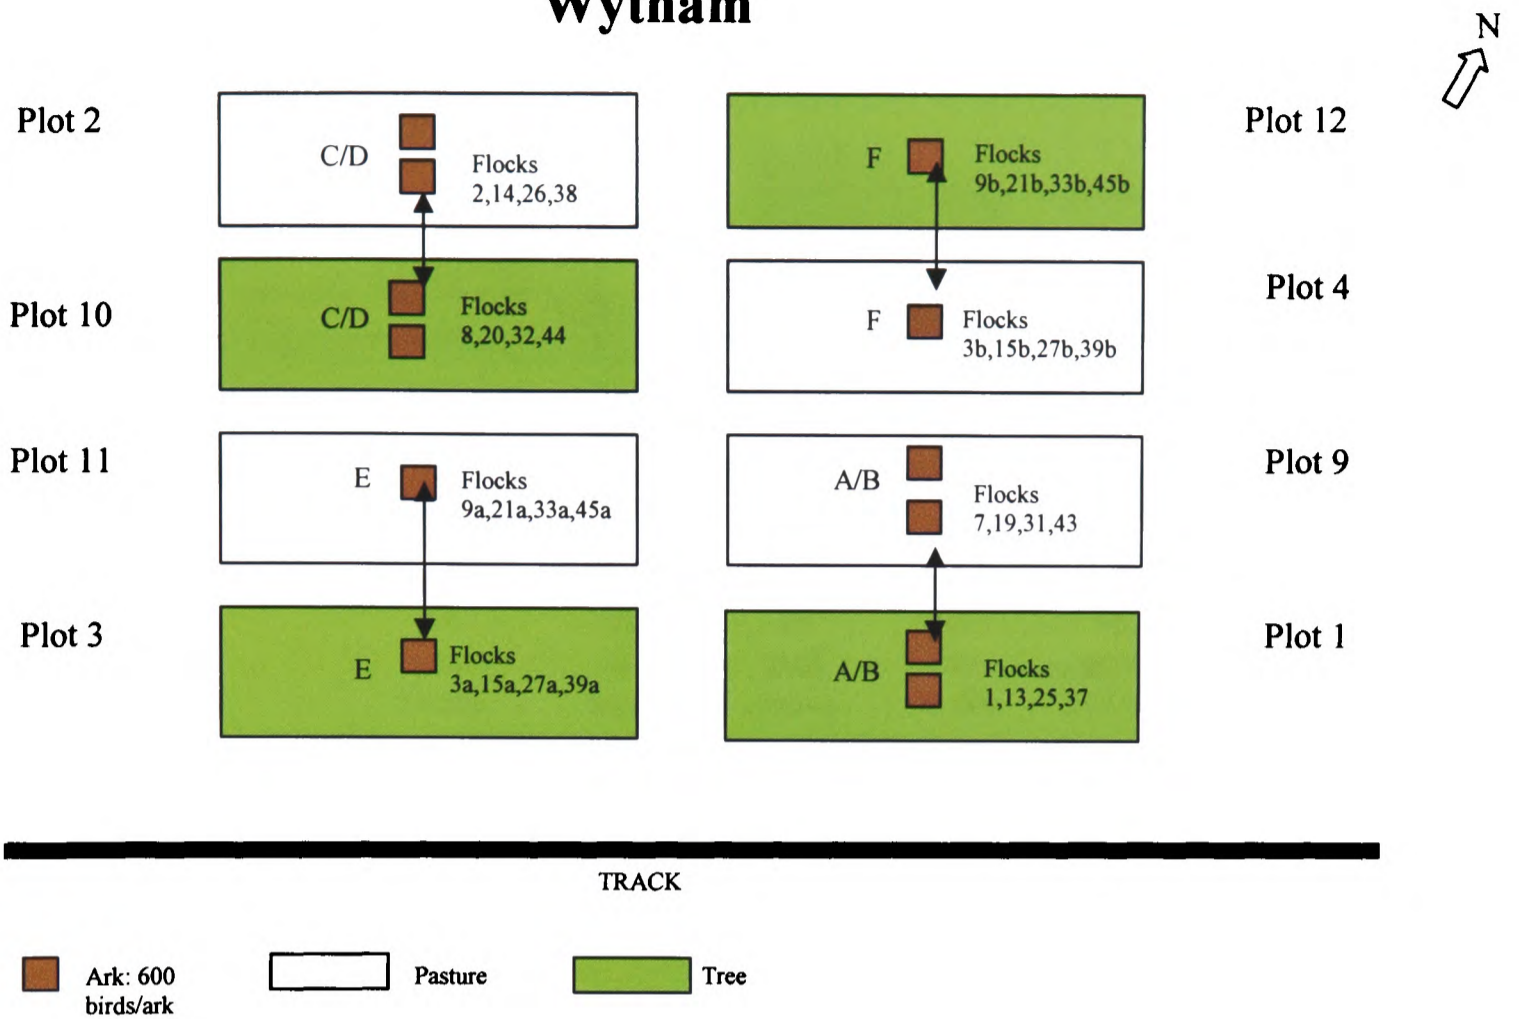 Wytham
N
Plot 2
C/D
Flocks
2,14,26,38
F
Flocks
9b,21b,33b,45b
Plot 12
Plot 10
C/D
Flocks
8,20,32,44
F
Flocks
3b,15b,27b,39b
Plot 4
Plot 11
E
Flocks
9a,21a,33a,45a
A/B
Flocks
7,19,31,43
Plot 9
Plot 3
E
Flocks
3a,15a,27a,39a
A/B
Flocks
1,13,25,37
Plot 1
TRACK
Ark: 600
birds/ark
Pasture
Tree